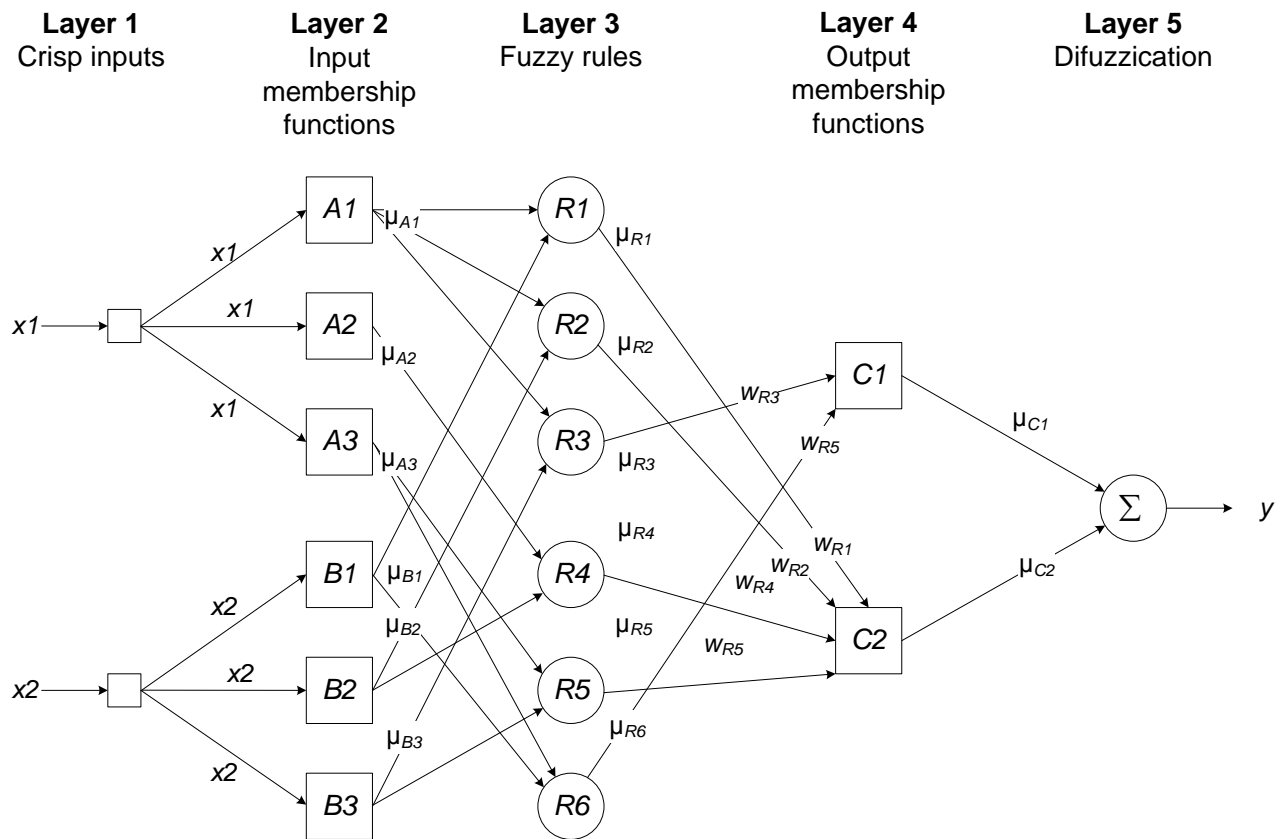 Layer 1
Crisp inputs
Layer 2
Input
membership
functions
Layer 3
Fuzzy rules
Layer 4
Output
membership
functions
Layer 5
Difuzzication
A1
μA1
R1
μR1
x1
x1
x1
A2
μA2
R2
μR2
x1
A3
μA3
R3
μR3
wR3
C1
μC1
wR5
Σ
y
μR4
B1
μB1
R4
wR1
wR2
wR4
μC2
x2
μB2
μR5
wR5
C2
x2
x2
B2
R5
μB3
μR6
x2
B3
R6